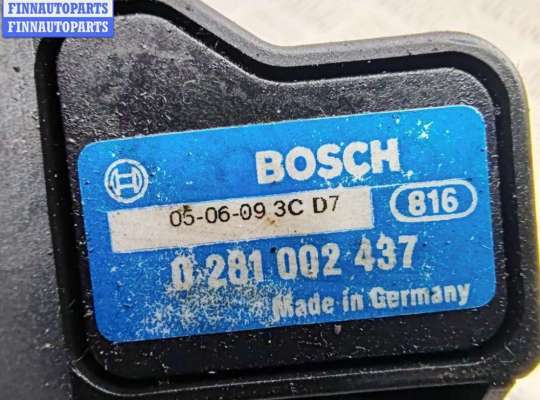 FINNAUTOPARTS
FINNAUTOPARTS
BOSCH
05-06-09 3C D7
816
0 281 002 437
Made in Germany